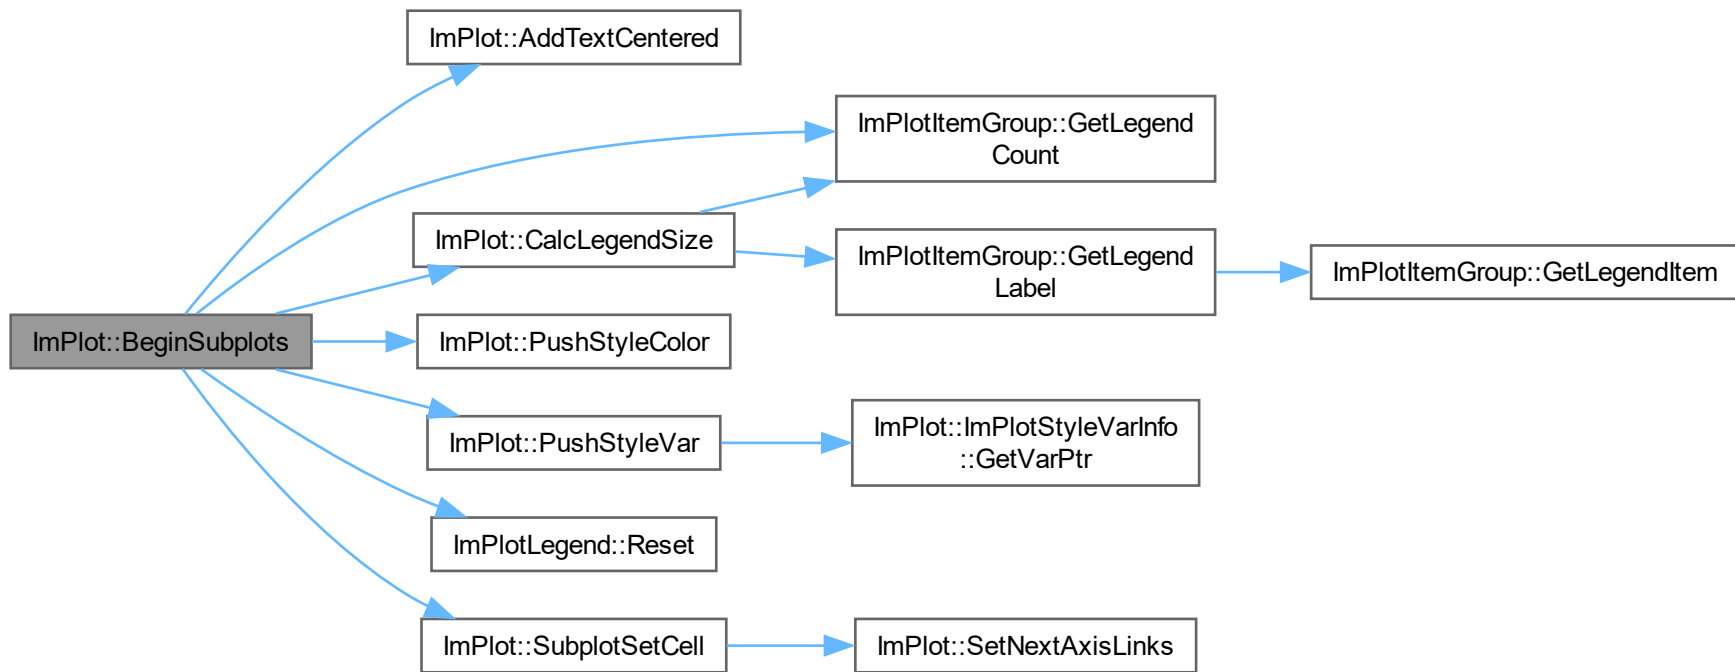 ImPlot::AddTextCentered
ImPlotItemGroup::GetLegend
Count
ImPlot::CalcLegendSize
ImPlotItemGroup::GetLegend
Label
ImPlotItemGroup::GetLegendItem
ImPlot::BeginSubplots
ImPlot::PushStyleColor
ImPlot::PushStyleVar
ImPlot::ImPlotStyleVarInfo
::GetVarPtr
ImPlotLegend::Reset
ImPlot::SubplotSetCell
ImPlot::SetNextAxisLinks